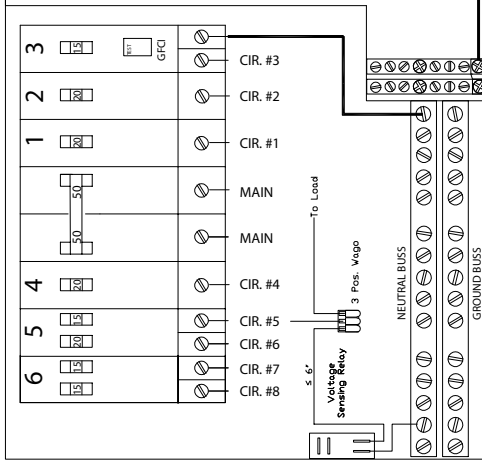 3 15 TEST GFCI
CIR. #3
2 20 CIR. #2
1 20 CIR. #1
50 MAIN
50 MAIN
4 20 CIR. #4
5 15 CIR. #5
20 CIR. #6
6 15 CIR. #7
15 CIR. #8
To Load
3 Pos. Wago
≤ 6"
Voltage
Sensing Relay
NEUTRAL BUSS
GROUND BUSS